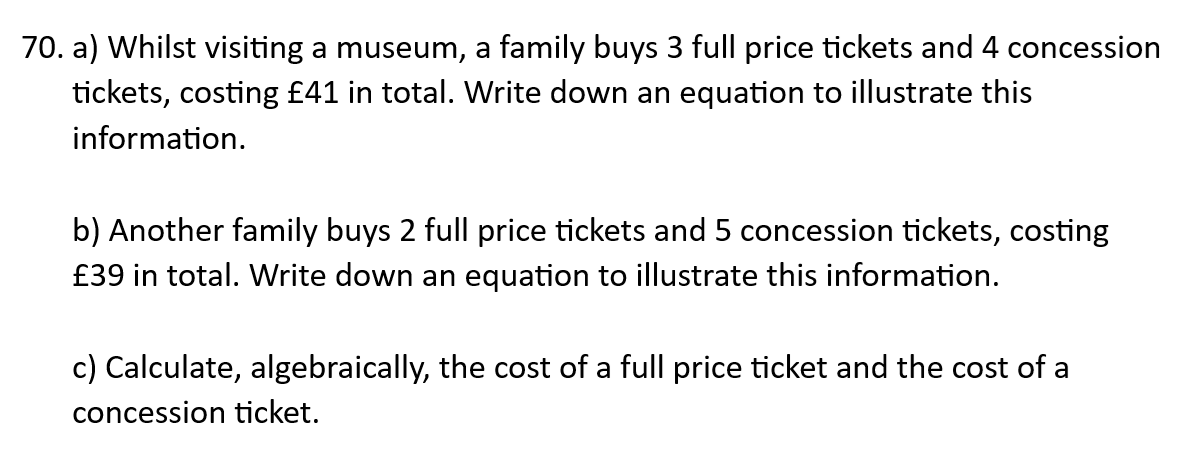 70. a) Whilst visiting a museum, a family buys 3 full price tickets and 4 concession
tickets, costing £41 in total. Write down an equation to illustrate this
information.
b) Another family buys 2 full price tickets and 5 concession tickets, costing
£39 in total. Write down an equation to illustrate this information.
c) Calculate, algebraically, the cost of a full price ticket and the cost of a
concession ticket.